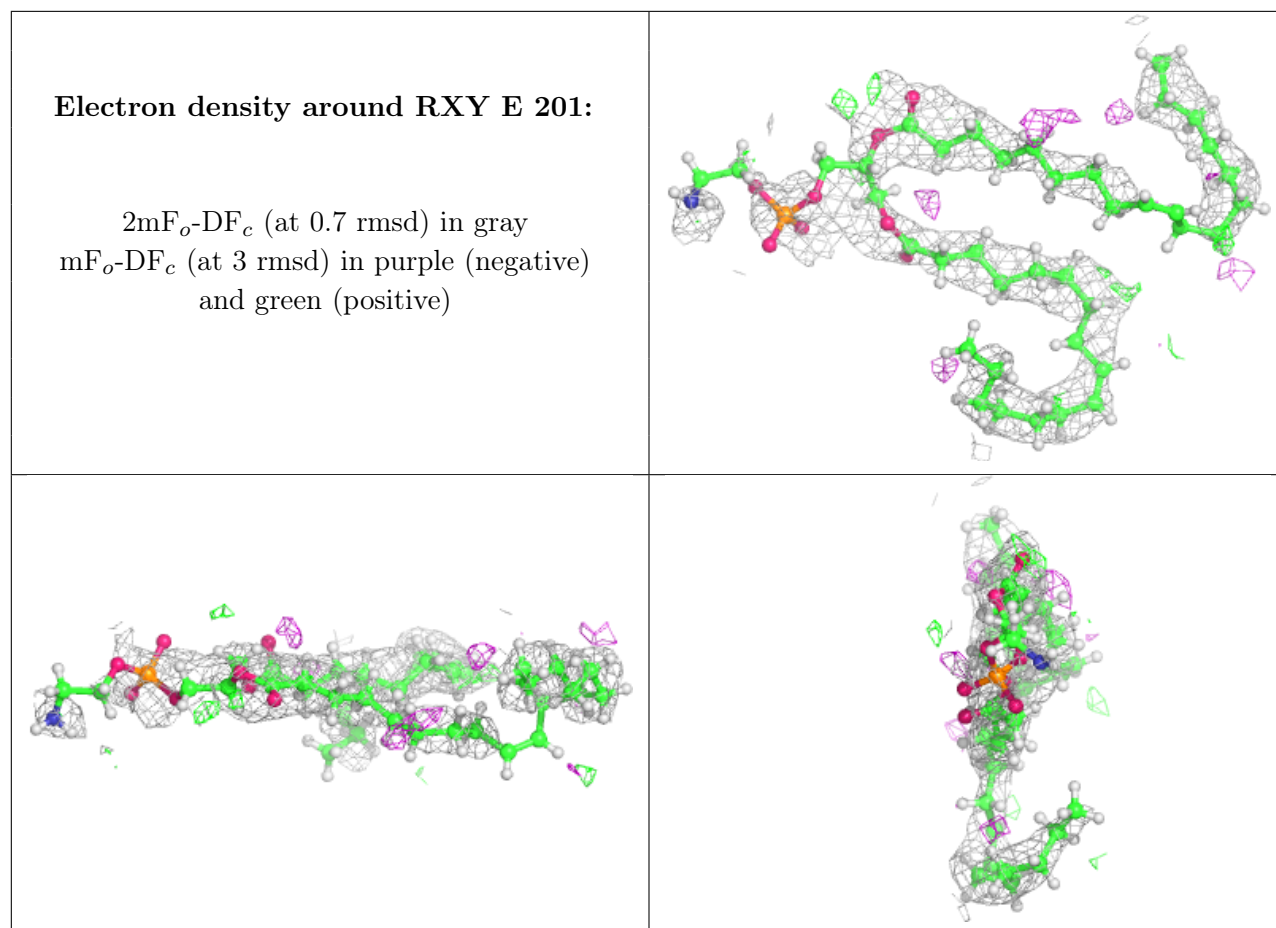 Electron density around RXY E 201:
2mFo-DFc (at 0.7 rmsd) in gray
mFo-DFc (at 3 rmsd) in purple (negative)
and green (positive)